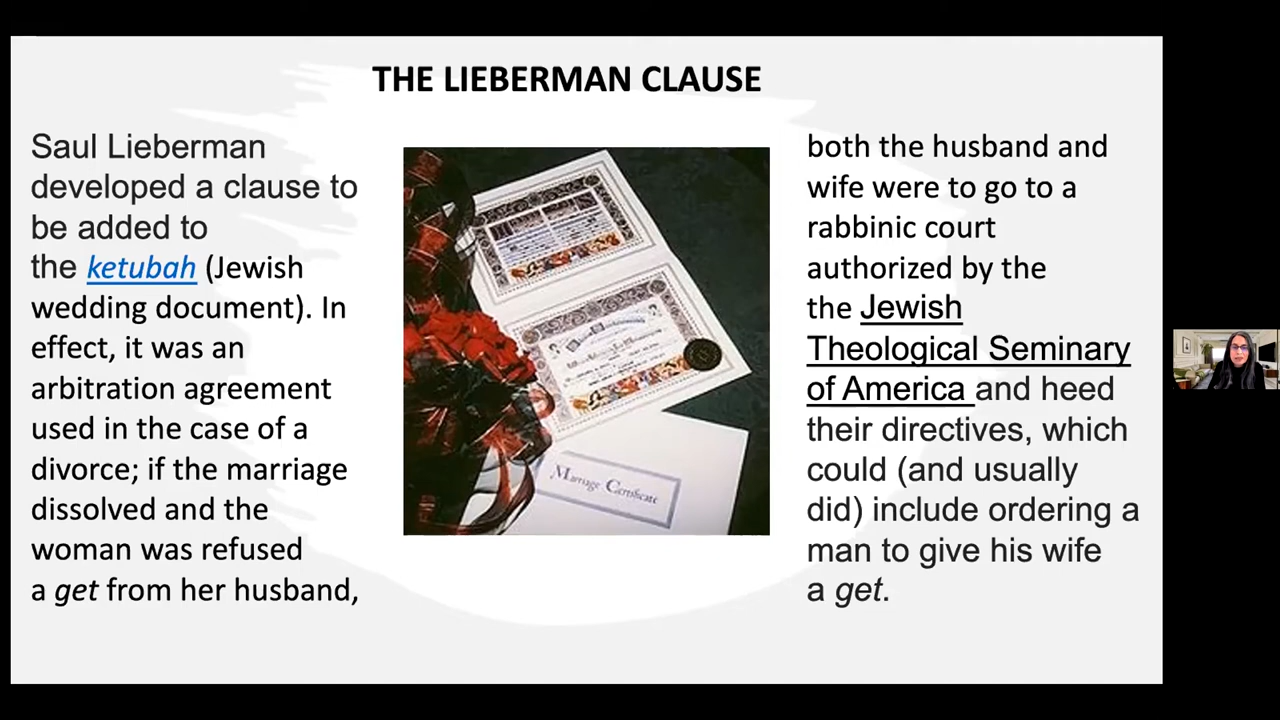 THE LIEBERMAN CLAUSE
Saul Lieberman
developed a clause to
be added to
the ketubah (Jewish
wedding document). In
effect, it was an
arbitration agreement
used in the case of a
divorce; if the marriage
dissolved and the
woman was refused
a get from her husband,
Marriage Certificate
both the husband and
wife were to go to a
rabbinic court
authorized by the
the Jewish
Theological Seminary
of America and heed
their directives, which
could (and usually
did) include ordering a
man to give his wife
a get.